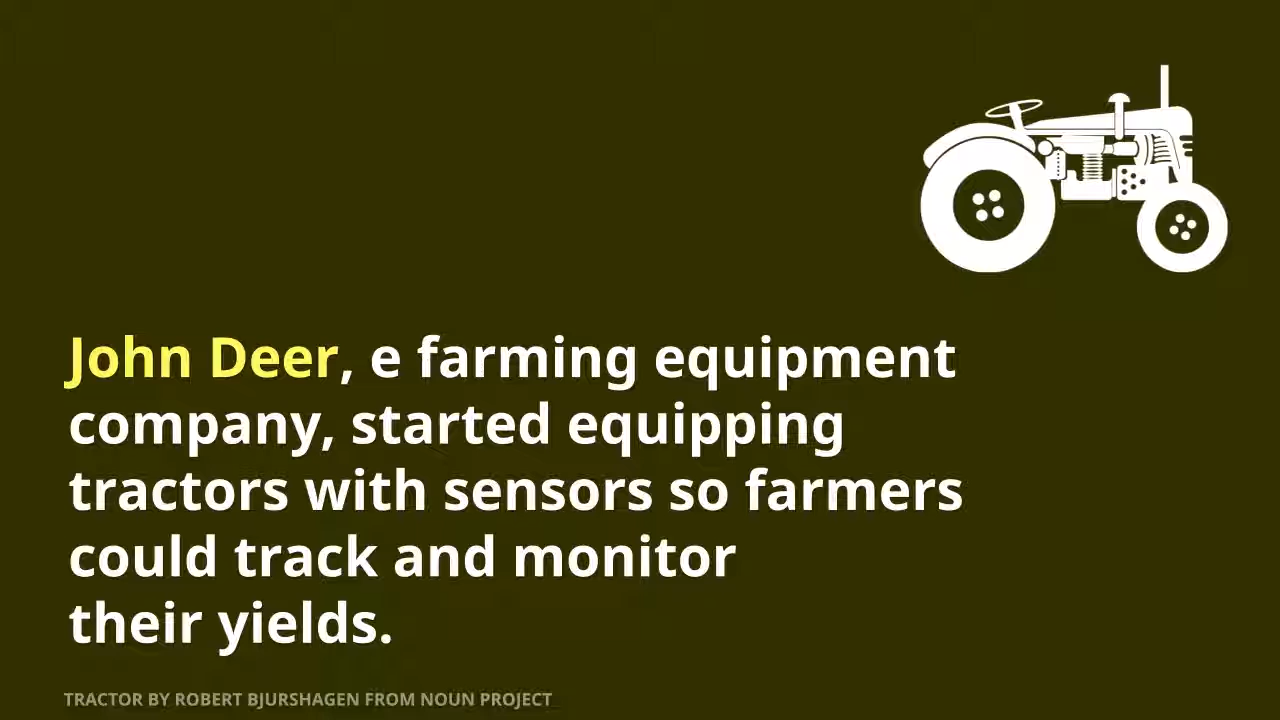 John Deer, e farming equipment
company, started equipping
tractors with sensors so farmers
could track and monitor
their yields.
TRACTOR BY ROBERT BJURSHAGEN FROM NOUN PROJECT